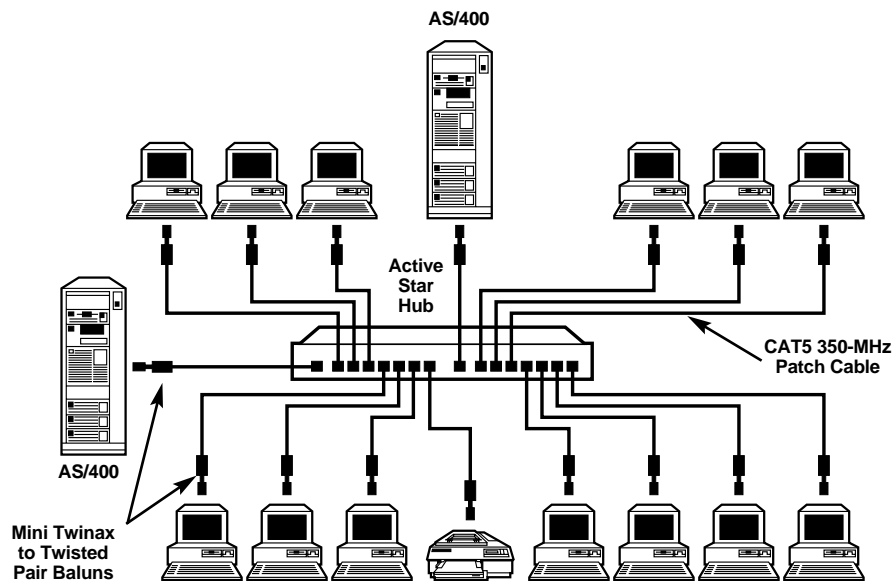 AS/400
Active
Star
Hub
CAT5 350-MHz
Patch Cable
AS/400
Mini Twinax
to Twisted
Pair Baluns